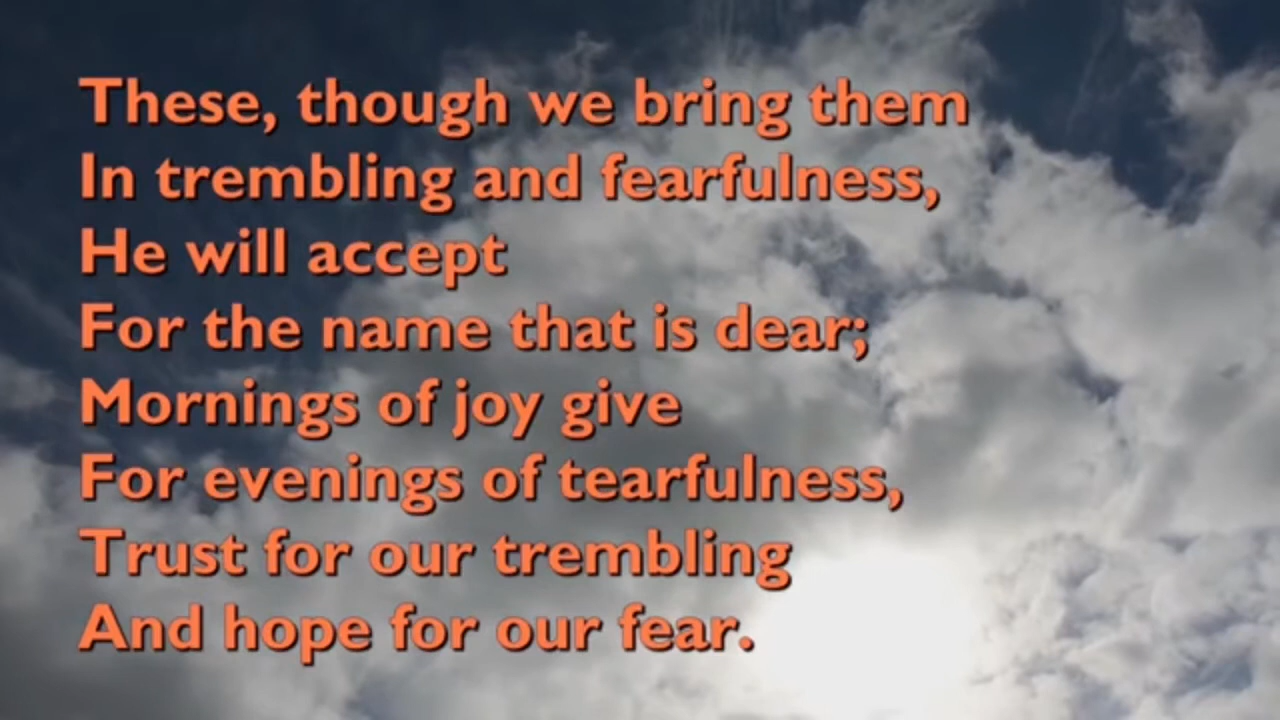 These, though we bring them
In trembling and fearfulness,
He will accept
For the name that is dear;
Mornings of joy give
For evenings of tearfulness,
Trust for our trembling
And hope for our fear.